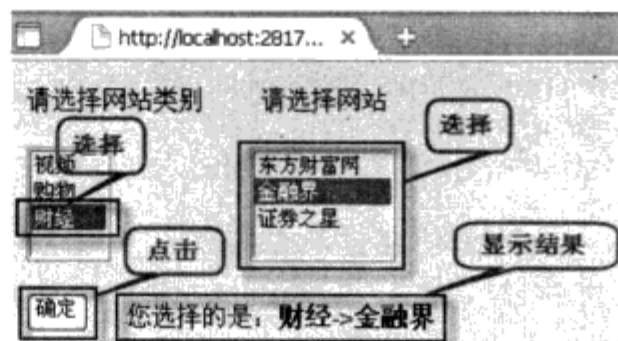 http://localhost:2817...
请选择网站类别 请选择网站
选择
选择
视频
购物
财经
东方财富网
金融界
证券之星
点击
显示结果
确定
您选择的是：财经->金融界